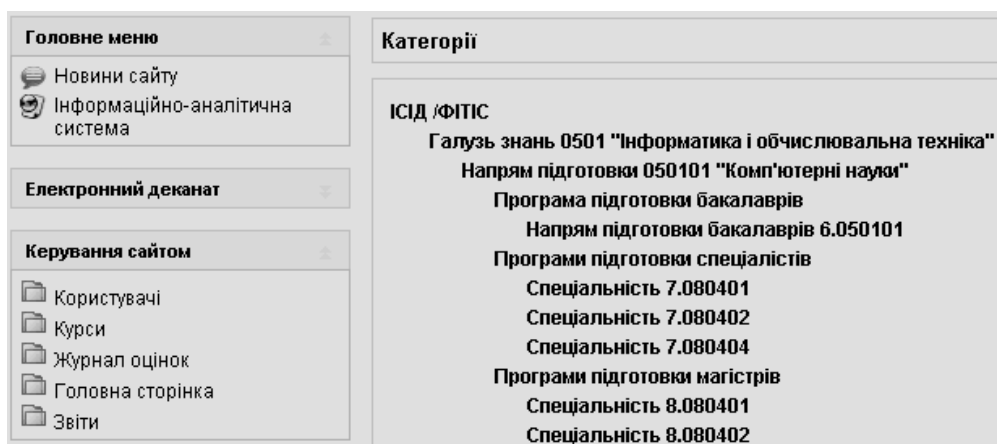 Головне меню
Новини сайту
Інформаційно-аналітична
система
Електронний деканат
Керування сайтом
Користувачі
Курси
Журнал оцінок
Головна сторінка
Звіти
Категорії
ІСІД /ФІТІС
Галузь знань 0501 "Інформатика і обчислювальна техніка"
Напрям підготовки 050101 "Комп'ютерні науки"
Програма підготовки бакалаврів
Напрям підготовки бакалаврів 6.050101
Програми підготовки спеціалістів
Спеціальність 7.080401
Спеціальність 7.080402
Спеціальність 7.080404
Програми підготовки магістрів
Спеціальність 8.080401
Спеціальність 8.080402